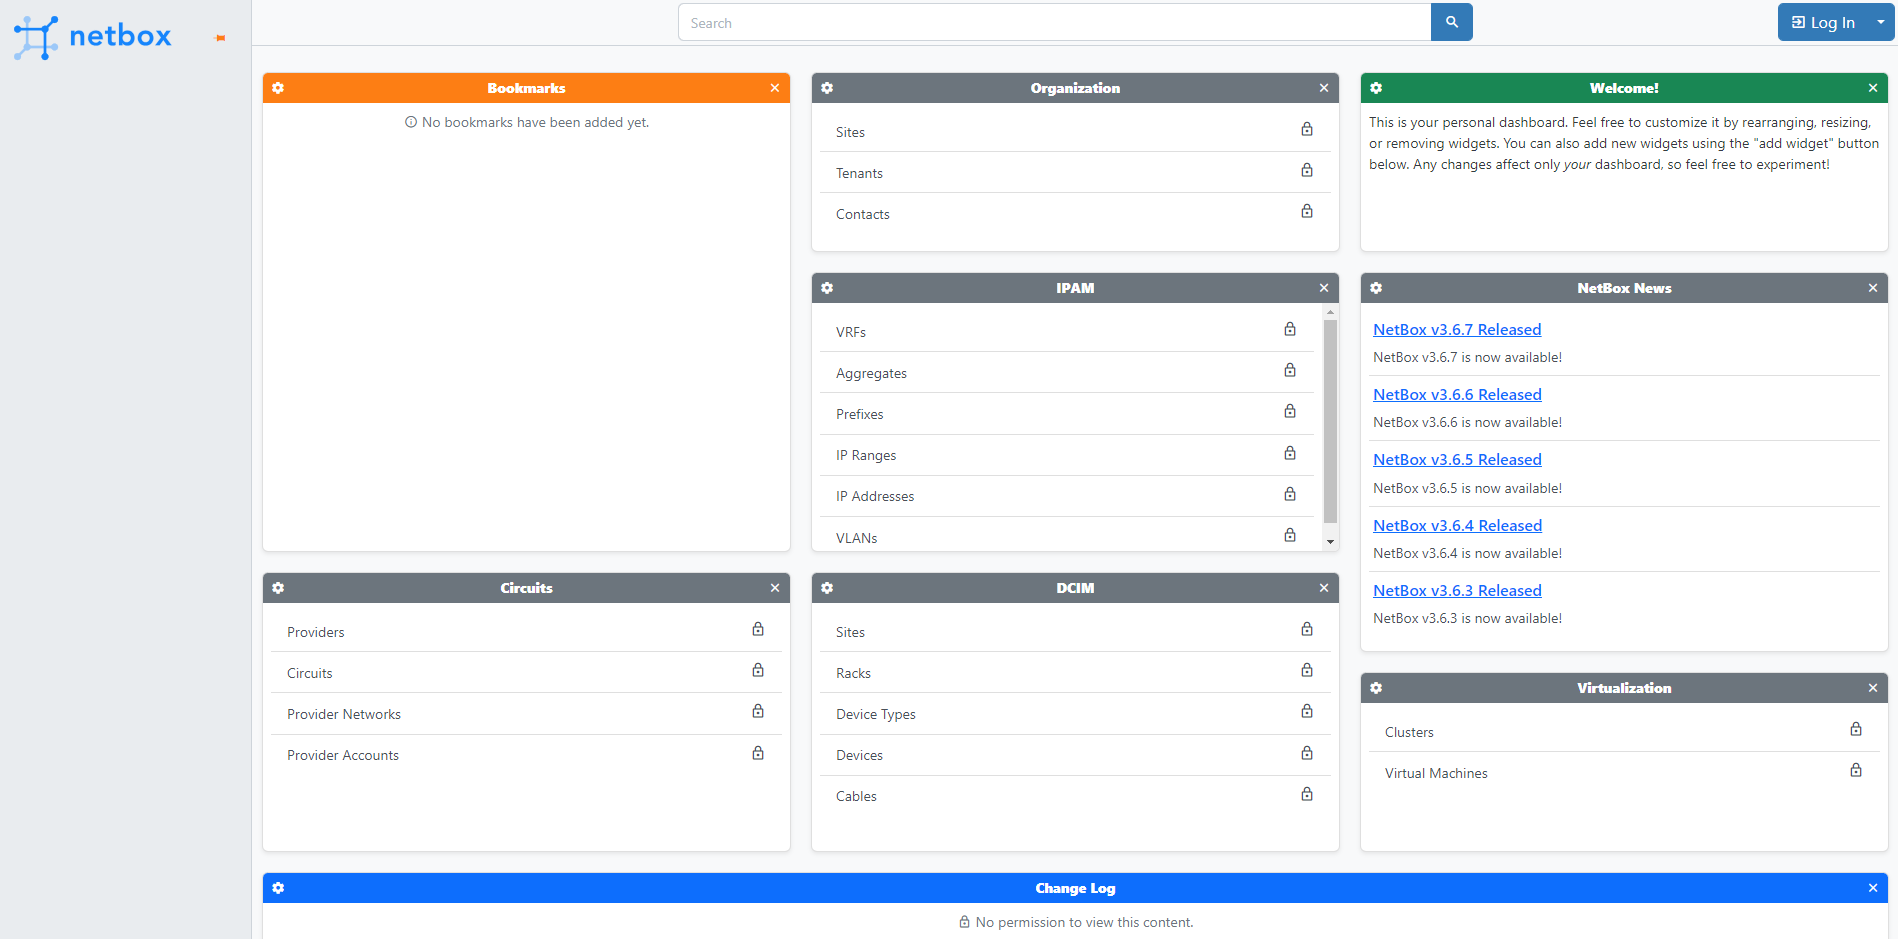 netbox
Search
Log In
Bookmarks
No bookmarks have been added yet.
Organization
Sites
Tenants
Contacts
Welcome!
This is your personal dashboard. Feel free to customize it by rearranging, resizing,
or removing widgets. You can also add new widgets using the "add widget" button
below. Any changes affect only your dashboard, so feel free to experiment!
IPAM
VRFs
Aggregates
Prefixes
IP Ranges
IP Addresses
VLANs
NetBox News
NetBox v3.6.7 Released
NetBox v3.6.7 is now available!
NetBox v3.6.6 Released
NetBox v3.6.6 is now available!
NetBox v3.6.5 Released
NetBox v3.6.5 is now available!
NetBox v3.6.4 Released
NetBox v3.6.4 is now available!
NetBox v3.6.3 Released
NetBox v3.6.3 is now available!
Circuits
Providers
Circuits
Provider Networks
Provider Accounts
DCIM
Sites
Racks
Device Types
Devices
Cables
Virtualization
Clusters
Virtual Machines
Change Log
No permission to view this content.